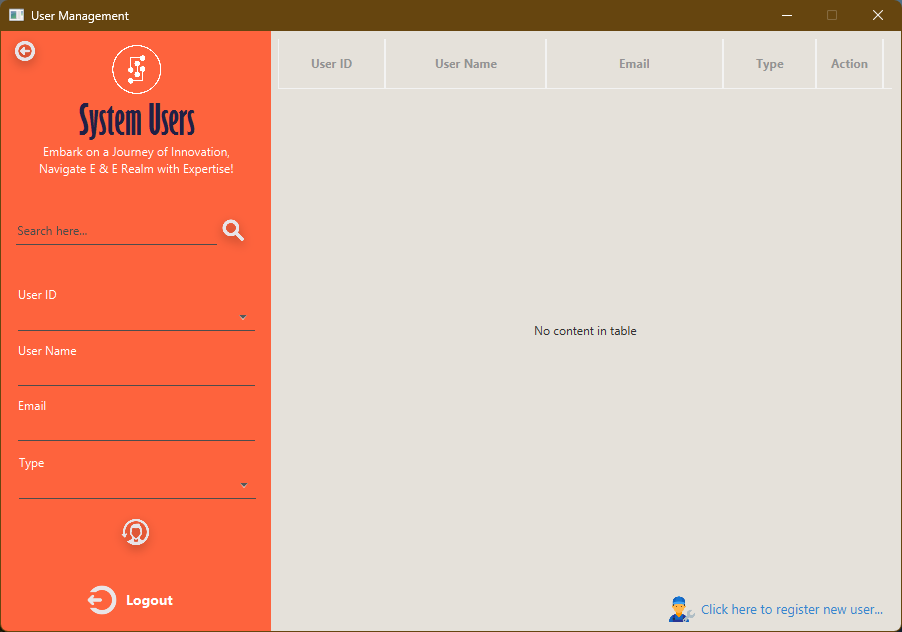 User Management
System Users
Embark on a Journey of Innovation,
Navigate E & E Realm with Expertise!
Search here...
User ID
User Name
Email
Type
Logout
User ID User Name Email Type Action
No content in table
Click here to register new user...